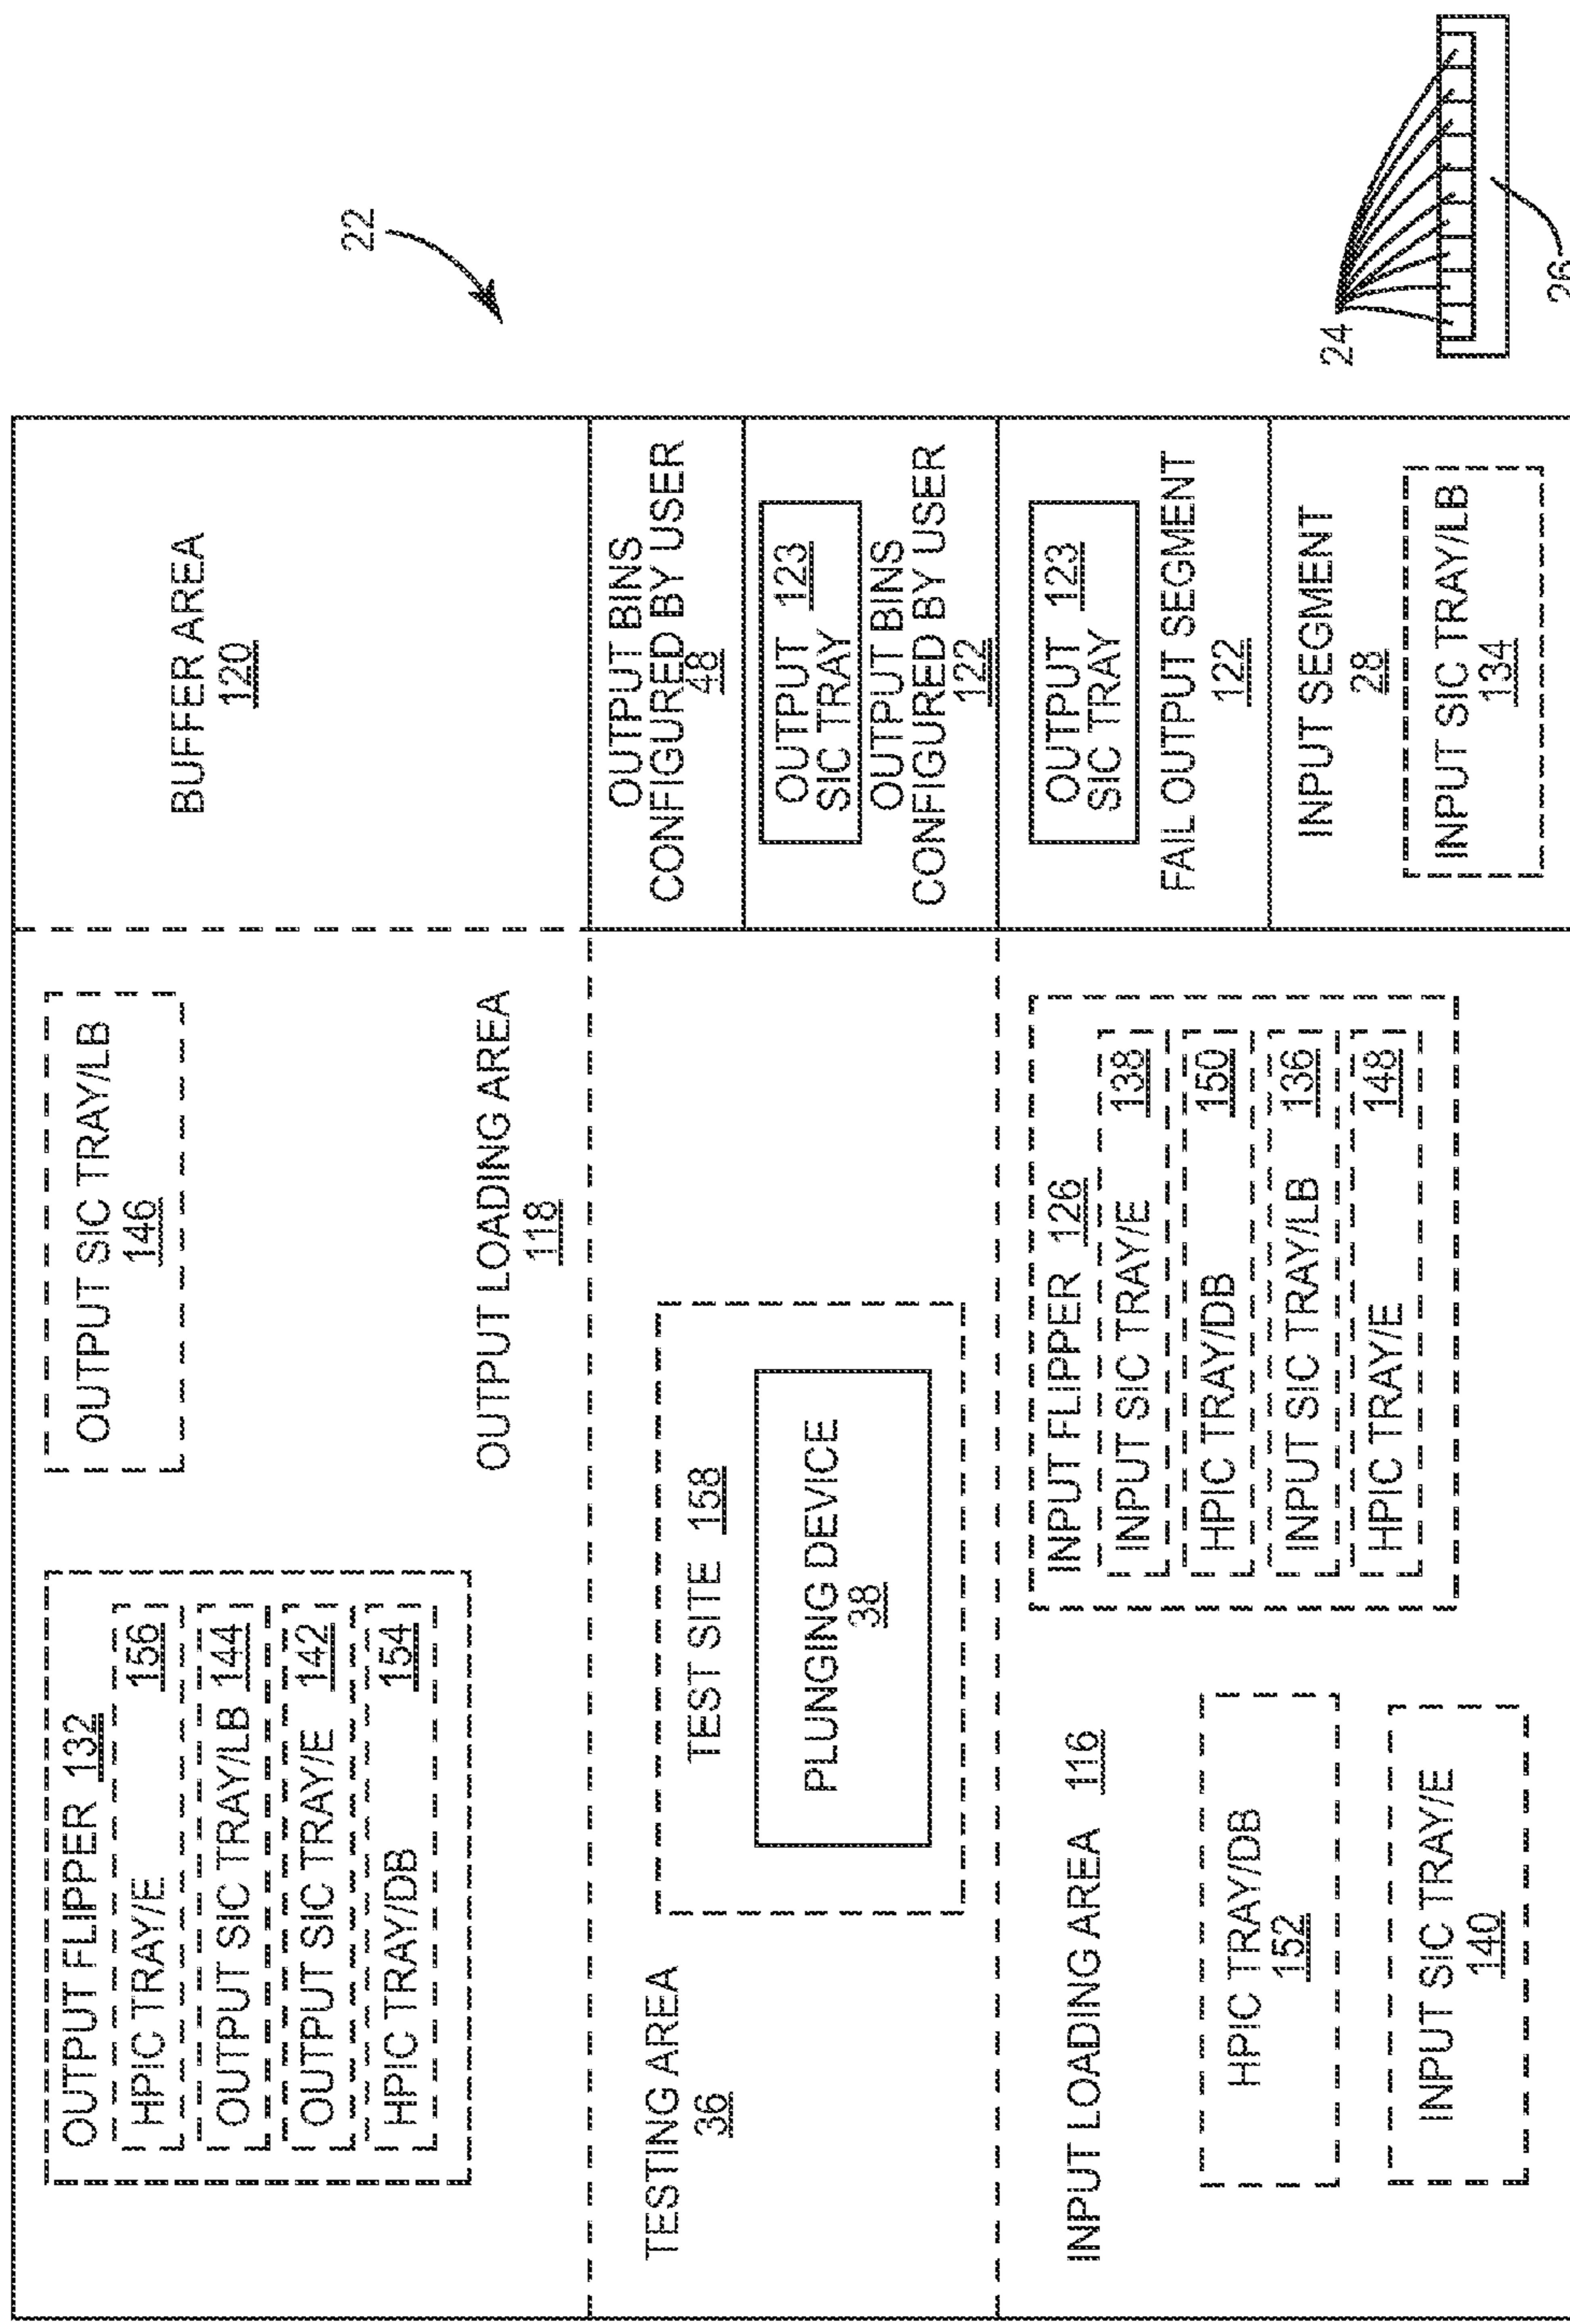 22
OUTPUT FLIPPER 132
HPIC TRAY/E 156
OUTPUT SIC TRAY/LB 144
OUTPUT SIC TRAY/E 142
HPIC TRAY/DB 154
OUTPUT SIC TRAY/LB
146
OUTPUT LOADING AREA
118
BUFFER AREA
120
TESTING AREA
36
TEST SITE 158
PLUNGING DEVICE
38
OUTPUT BINS
CONFIGURED BY USER
48
OUTPUT 123
SIC TRAY
OUTPUT BINS
CONFIGURED BY USER
122
INPUT LOADING AREA 116
HPIC TRAY/DB
152
INPUT SIC TRAY/E
140
INPUT FLIPPER 126
INPUT SIC TRAY/E 138
HPIC TRAY/DB 150
INPUT SIC TRAY/LB 136
HPIC TRAY/E 148
OUTPUT 123
SIC TRAY
FAIL OUTPUT SEGMENT
122
INPUT SEGMENT
28
INPUT SIC TRAY/LB
134
24
26